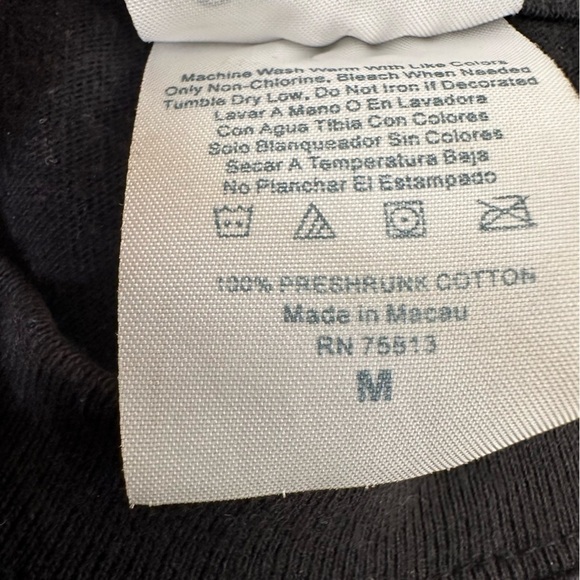 Machine Wash Warm With Like Colors
Only Non-Chlorine, Bleach When Needed
Tumble Dry Low, Do Not Iron if Decorated
Lavar A Mano O En Lavadora
Con Agua Tibia Con Colores
Solo Blanqueador Sin Colores
Secar A Temperatura Baja
No Planchar El Estampado
100% PRESHRUNK COTTON
Made in Macau
RN 75513
M